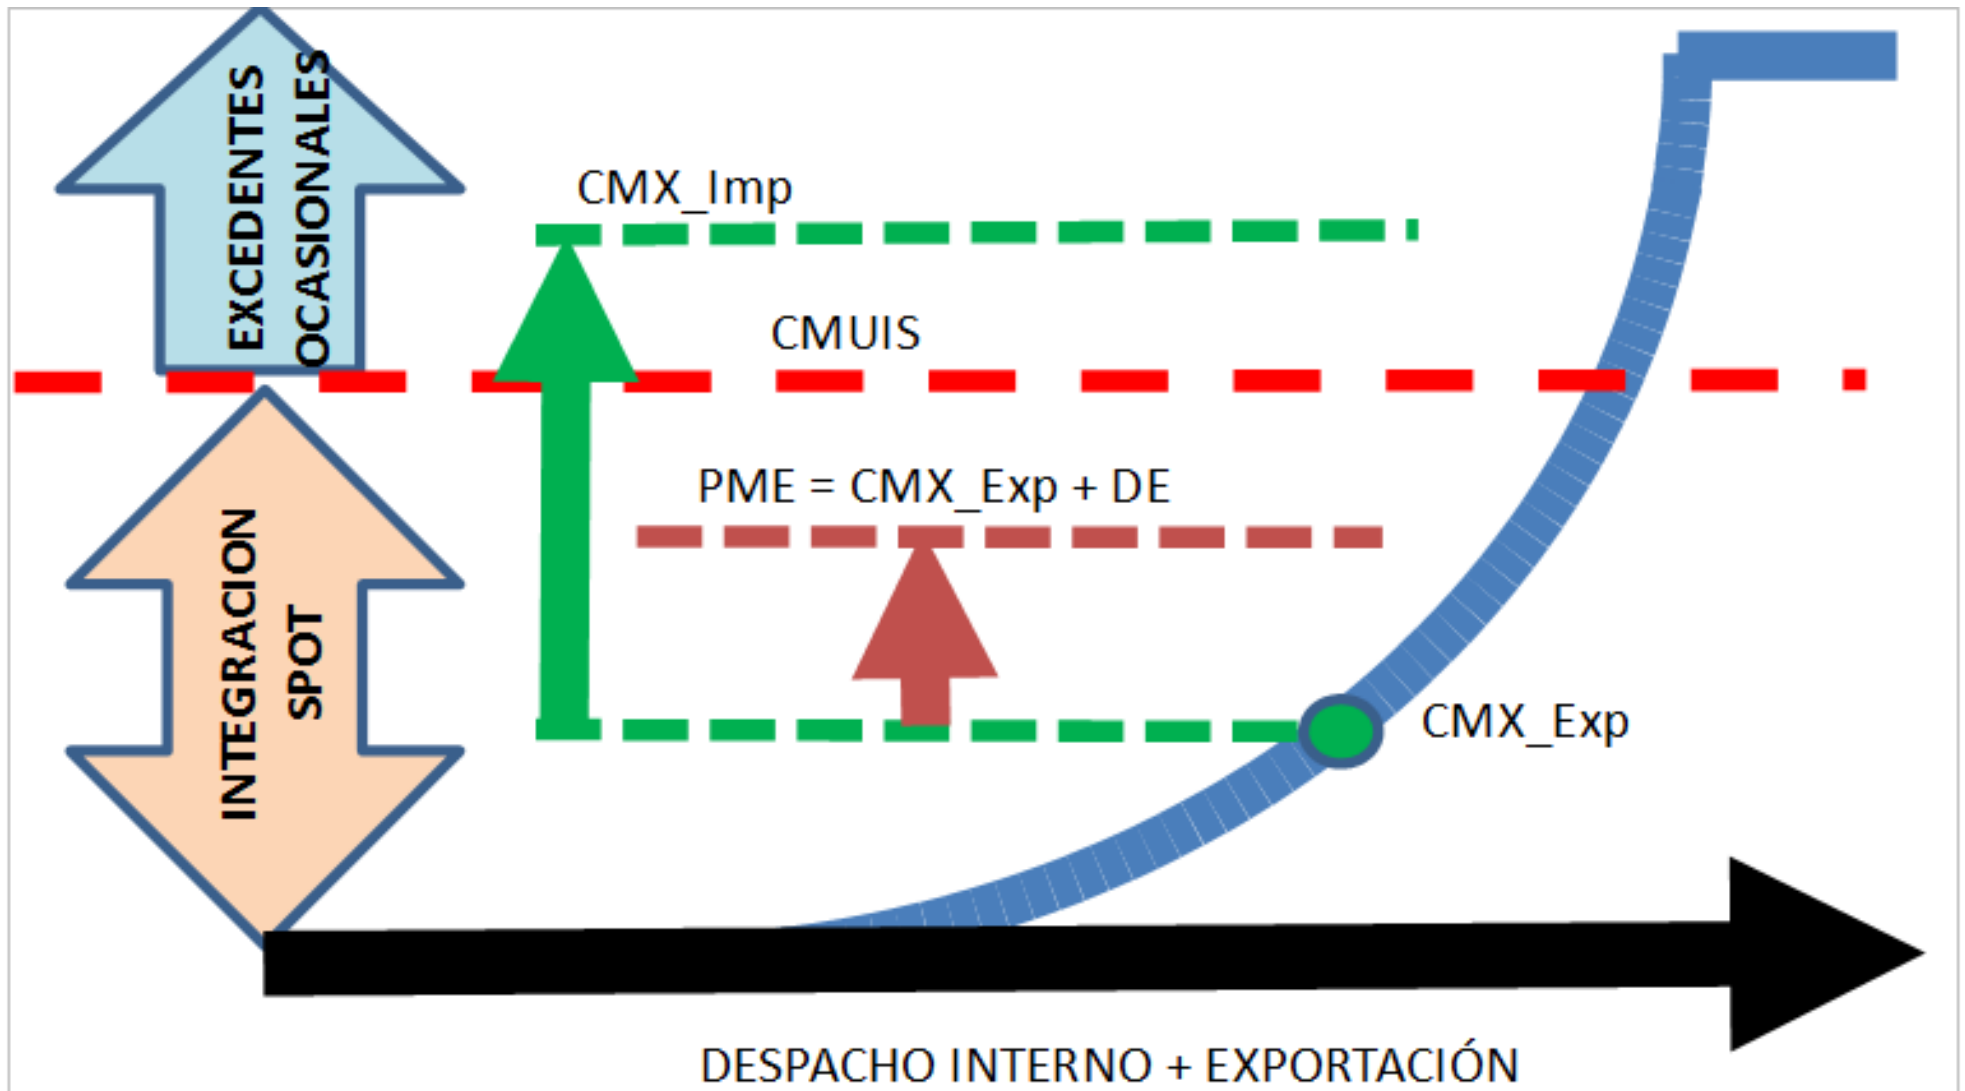 EXCEDENTES
OCASIONALES
CMX_Imp
CMUIS
PME = CMX_Exp + DE
INTEGRACION
SPOT
CMX_Exp
DESPACHO INTERNO + EXPORTACIÓN